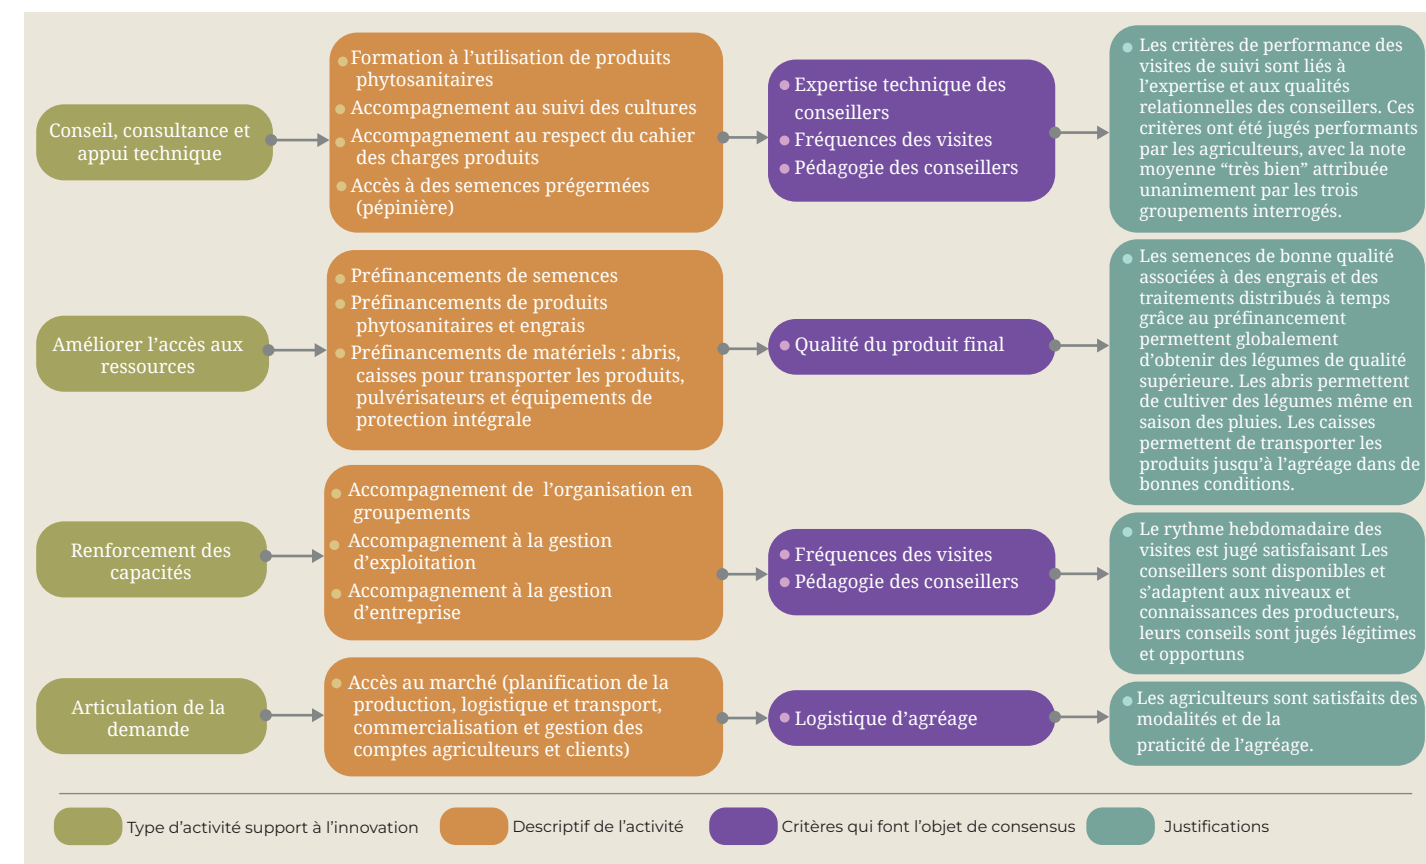 Conseil, consultance et
appui technique
Formation à l’utilisation de produits
phytosanitaires
Accompagnement au suivi des cultures
Accompagnement au respect du cahier
des charges produits
Accès à des semences prégermées
(pépinière)
Expertise technique des
conseillers
Fréquences des visites
Pédagogie des conseillers
Les critères de performance des
visites de suivi sont liés à
l’expertise et aux qualités
relationnelles des conseillers. Ces
critères ont été jugés performants
par les agriculteurs, avec la note
moyenne “très bien” attribuée
unanimement par les trois
groupements interrogés.
Améliorer l’accès aux
ressources
Préfinancements de semences
Préfinancements de produits
phytosanitaires et engrais
Préfinancements de matériels : abris,
caisses pour transporter les produits,
pulvérisateurs et équipements de
protection intégrale
Qualité du produit final
Les semences de bonne qualité
associées à des engrais et des
traitements distribués à temps
grâce au préfinancement
permettent globalement
d’obtenir des légumes de qualité
supérieure. Les abris permettent
de cultiver des légumes même en
saison des pluies. Les caisses
permettent de transporter les
produits jusqu’à l’agréage dans de
bonnes conditions.
Renforcement des
capacités
Accompagnement de l’organisation en
groupements
Accompagnement à la gestion
d’exploitation
Accompagnement à la gestion
d’entreprise
Fréquences des visites
Pédagogie des conseillers
Le rythme hebdomadaire des
visites est jugé satisfaisant Les
conseillers sont disponibles et
s’adaptent aux niveaux et
connaissances des producteurs,
leurs conseils sont jugés légitimes
et opportuns
Articulation de la
demande
Accès au marché (planification de la
production, logistique et transport,
commercialisation et gestion des
comptes agriculteurs et clients)
Logistique d’agréage
Les agriculteurs sont satisfaits des
modalités et de la
praticité de l’agréage.
Type d’activité support à l’innovation
Descriptif de l’activité
Critères qui font l’objet de consensus
Justifications